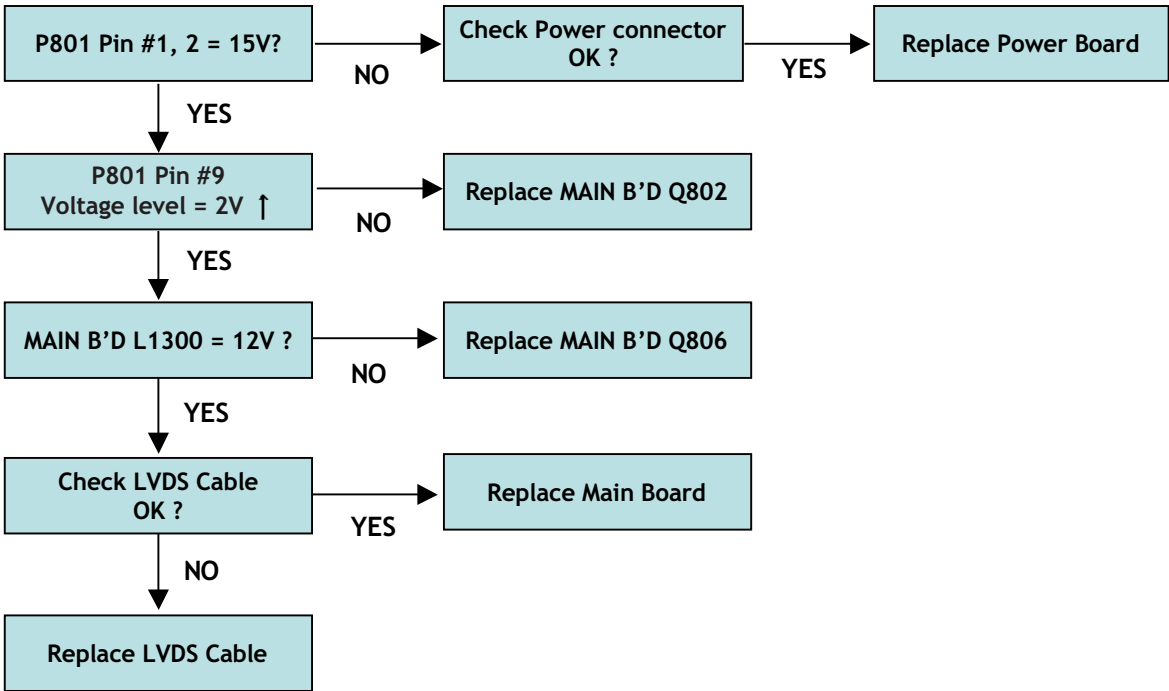 P801 Pin #1, 2 = 15V?
NO
Check Power connector
OK ?
YES
Replace Power Board
YES
P801 Pin #9
Voltage level = 2V ↑
NO
Replace MAIN B’D Q802
YES
MAIN B’D L1300 = 12V ?
NO
Replace MAIN B’D Q806
YES
Check LVDS Cable
OK ?
YES
Replace Main Board
NO
Replace LVDS Cable